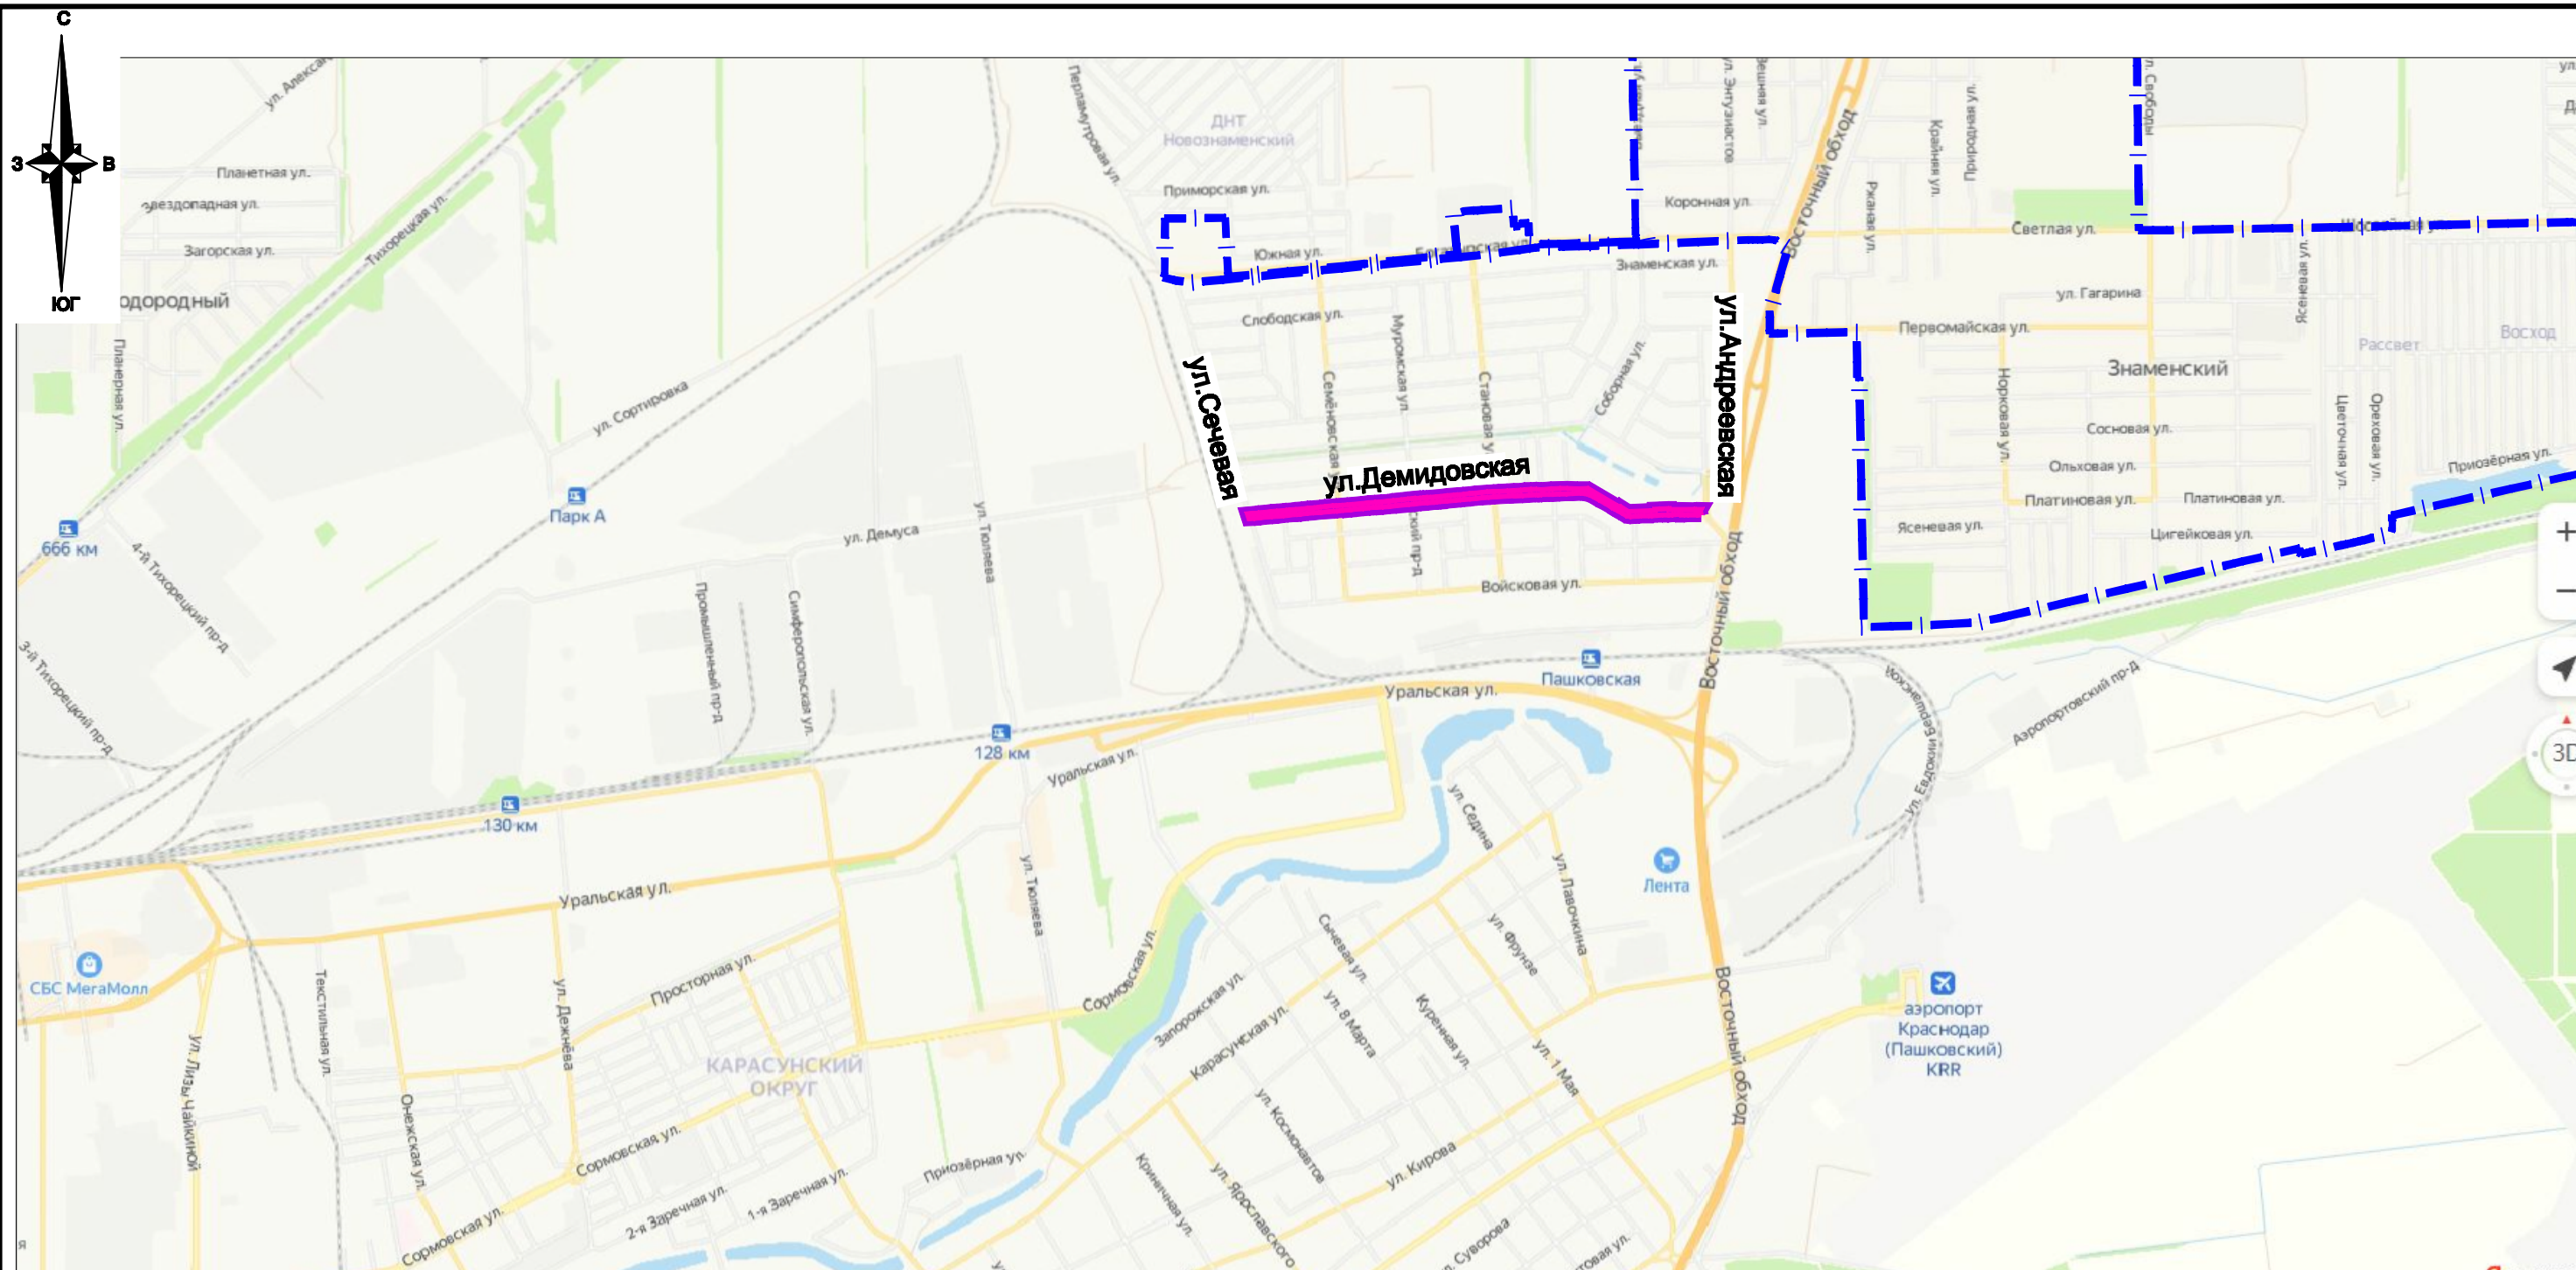 С
З
В
ЮГ
Планетная ул.
Загорская ул.
Тихорецкая ул.
Планерная ул.
ул. Сортировка
Парк А
666 км
4-й Тихорецкий пр-д
3-й Тихорецкий пр-д
ул. Демуса
ул. Тюляева
Промышленный пр-д
Симферопольская ул.
128 км
130 км
Перламутровая ул.
ДНТ
Новознаменский
Приморская ул.
Южная ул.
Слободская ул.
Муромская ул.
Соборная ул.
Знаменская ул.
Коронная ул.
ул. Энтузиастов
Восточный обход
Ржаная ул.
Крайняя ул.
Природная ул.
Светлая ул.
ул. Гагарина
Первомайская ул.
Знаменский
Рассвет
Восход
Ясеневая ул.
Норковая ул.
Сосновая ул.
Ольховая ул.
Платиновая ул.
Платиновая ул.
Ясеневая ул.
Цигейковая ул.
Цветочная ул.
Ореховая ул.
Приозёрная ул.
ул.Сечевая
ул.Демидовская
ул.Андреевская
Войсковая ул.
Восточный обход
Пашковская
Уральская ул.
Уральская ул.
Уральская ул.
Аэропортовский пр-д
ул. Евдокии Бершанской
3D
ул. Седина
ул. Лавочкина
Лента
ул. Фрунзе
Сычевая ул.
ул. 8 Марта
Куренная ул.
ул. 1 Мая
Восточный обход
аэропорт
Краснодар
(Пашковский)
KRR
СБС МегаМолл
Текстильная ул.
ул. Дежнёва
Просторная ул.
ул. Тюляева
Сормовская ул.
Запорожская ул.
Карасунская ул.
КАРАСУНСКИЙ
ОКРУГ
ул. Лизы Чайкиной
Онежская ул.
Сормовская ул.
Сормовская ул.
2-я Заречная ул.
1-я Заречная ул.
Приозёрная ул.
ул. Космонавтов
ул. Кирова
Криничная ул.
ул. Ярославского